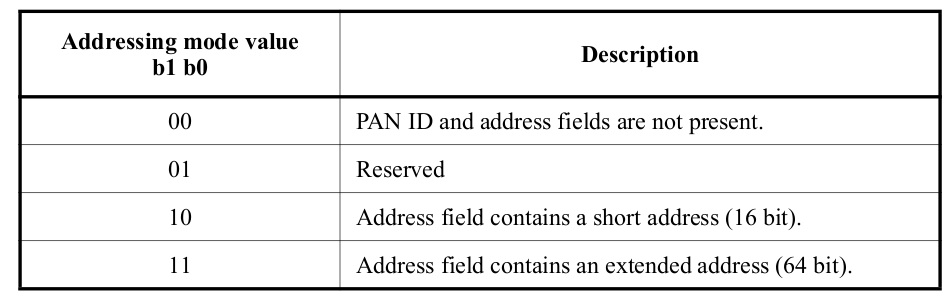 Addressing mode value
b1 b0
Description
00
PAN ID and address fields are not present.
01
Reserved
10
Address field contains a short address (16 bit).
11
Address field contains an extended address (64 bit).